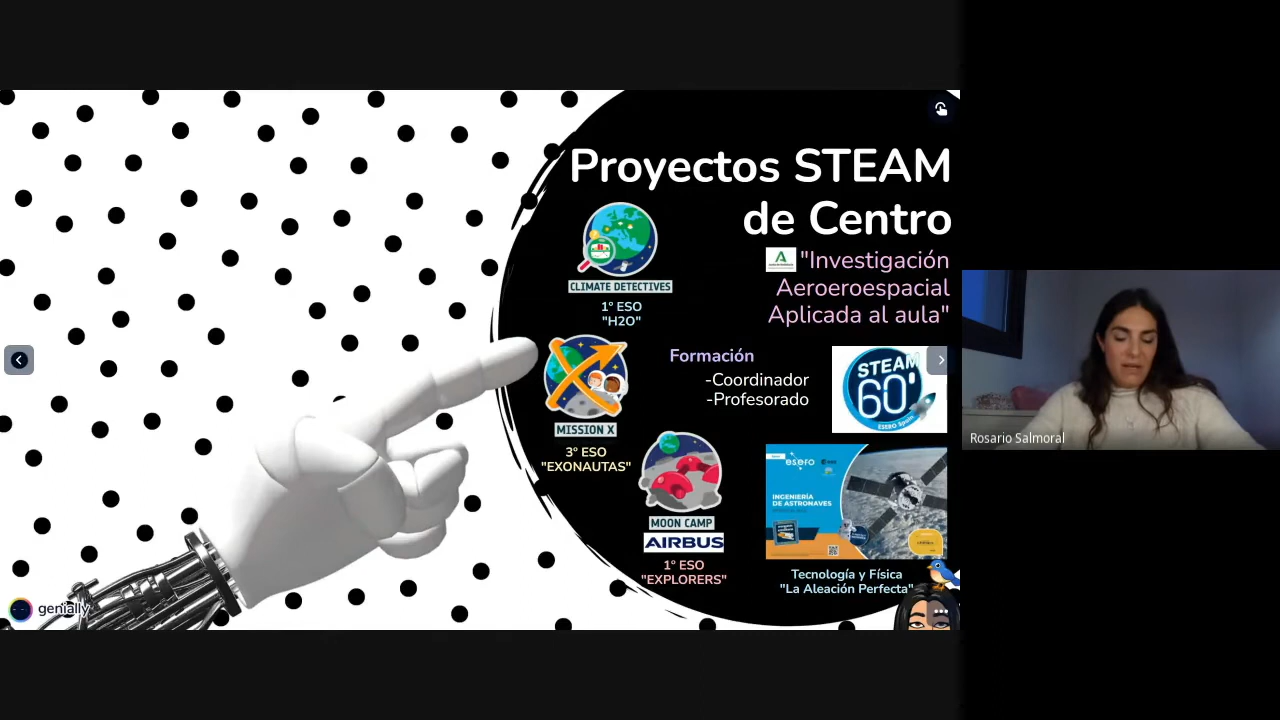 Proyectos STEAM
de Centro
"Investigación
Aeroeroespacial
Aplicada al aula"
CLIMATE DETECTIVES
1º ESO
"H2O"
MISSION X
3º ESO
"EXONAUTAS"
Formación
-Coordinador
-Profesorado
STEAM
60'
ESERO Spain
MOON CAMP
AIRBUS
1º ESO
"EXPLORERS"
esero
INGENIERÍA
DE ASTRONAVES
Tecnología y Física
"La Aleación Perfecta"
genially
Rosario Salmoral